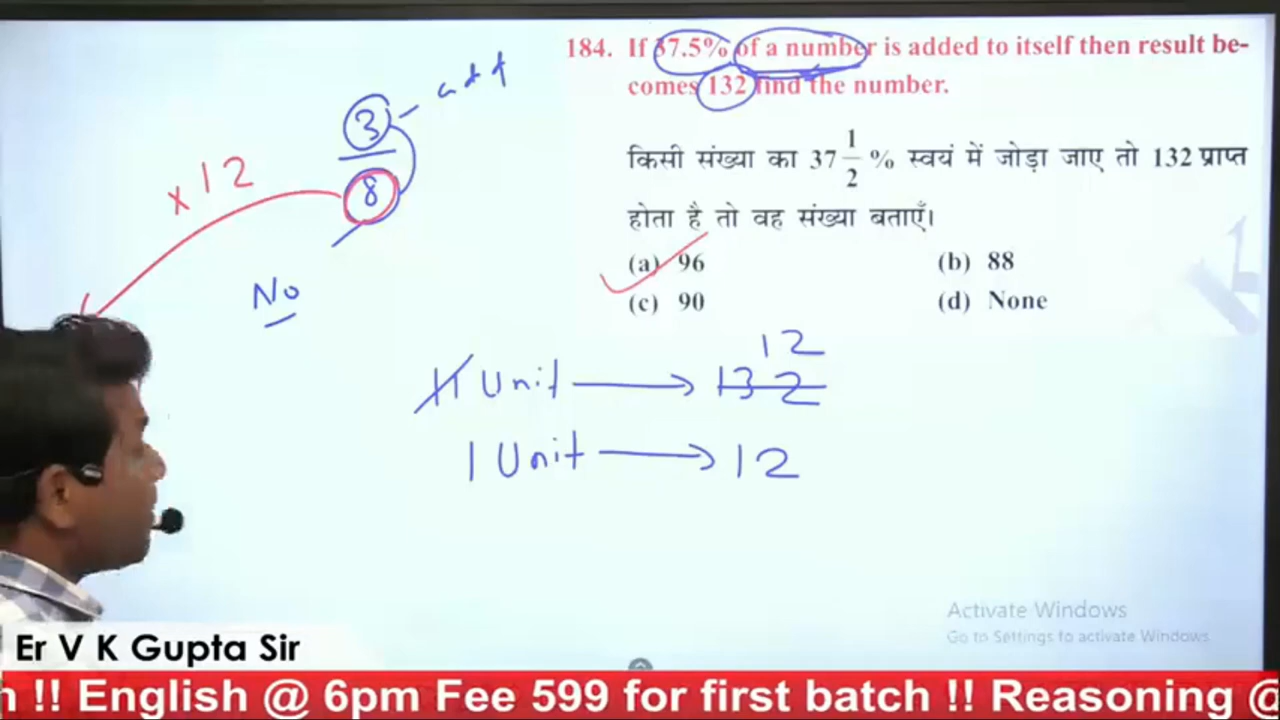 184. If 37.5% of a number is added to itself then result be-
comes 132 find the number.
किसी संख्या का 37 1/2 % स्वयं में जोड़ा जाए तो 132 प्राप्त
होता है तो वह संख्या बताएँ।
(a) 96 (b) 88
(c) 90 (d) None
3 - add
8
x 12
No
12
11 Unit → 132
1 Unit → 12
Activate Windows
Go to Settings to activate Windows.
Er V K Gupta Sir
!! English @ 6pm Fee 599 for first batch !! Reasoning @